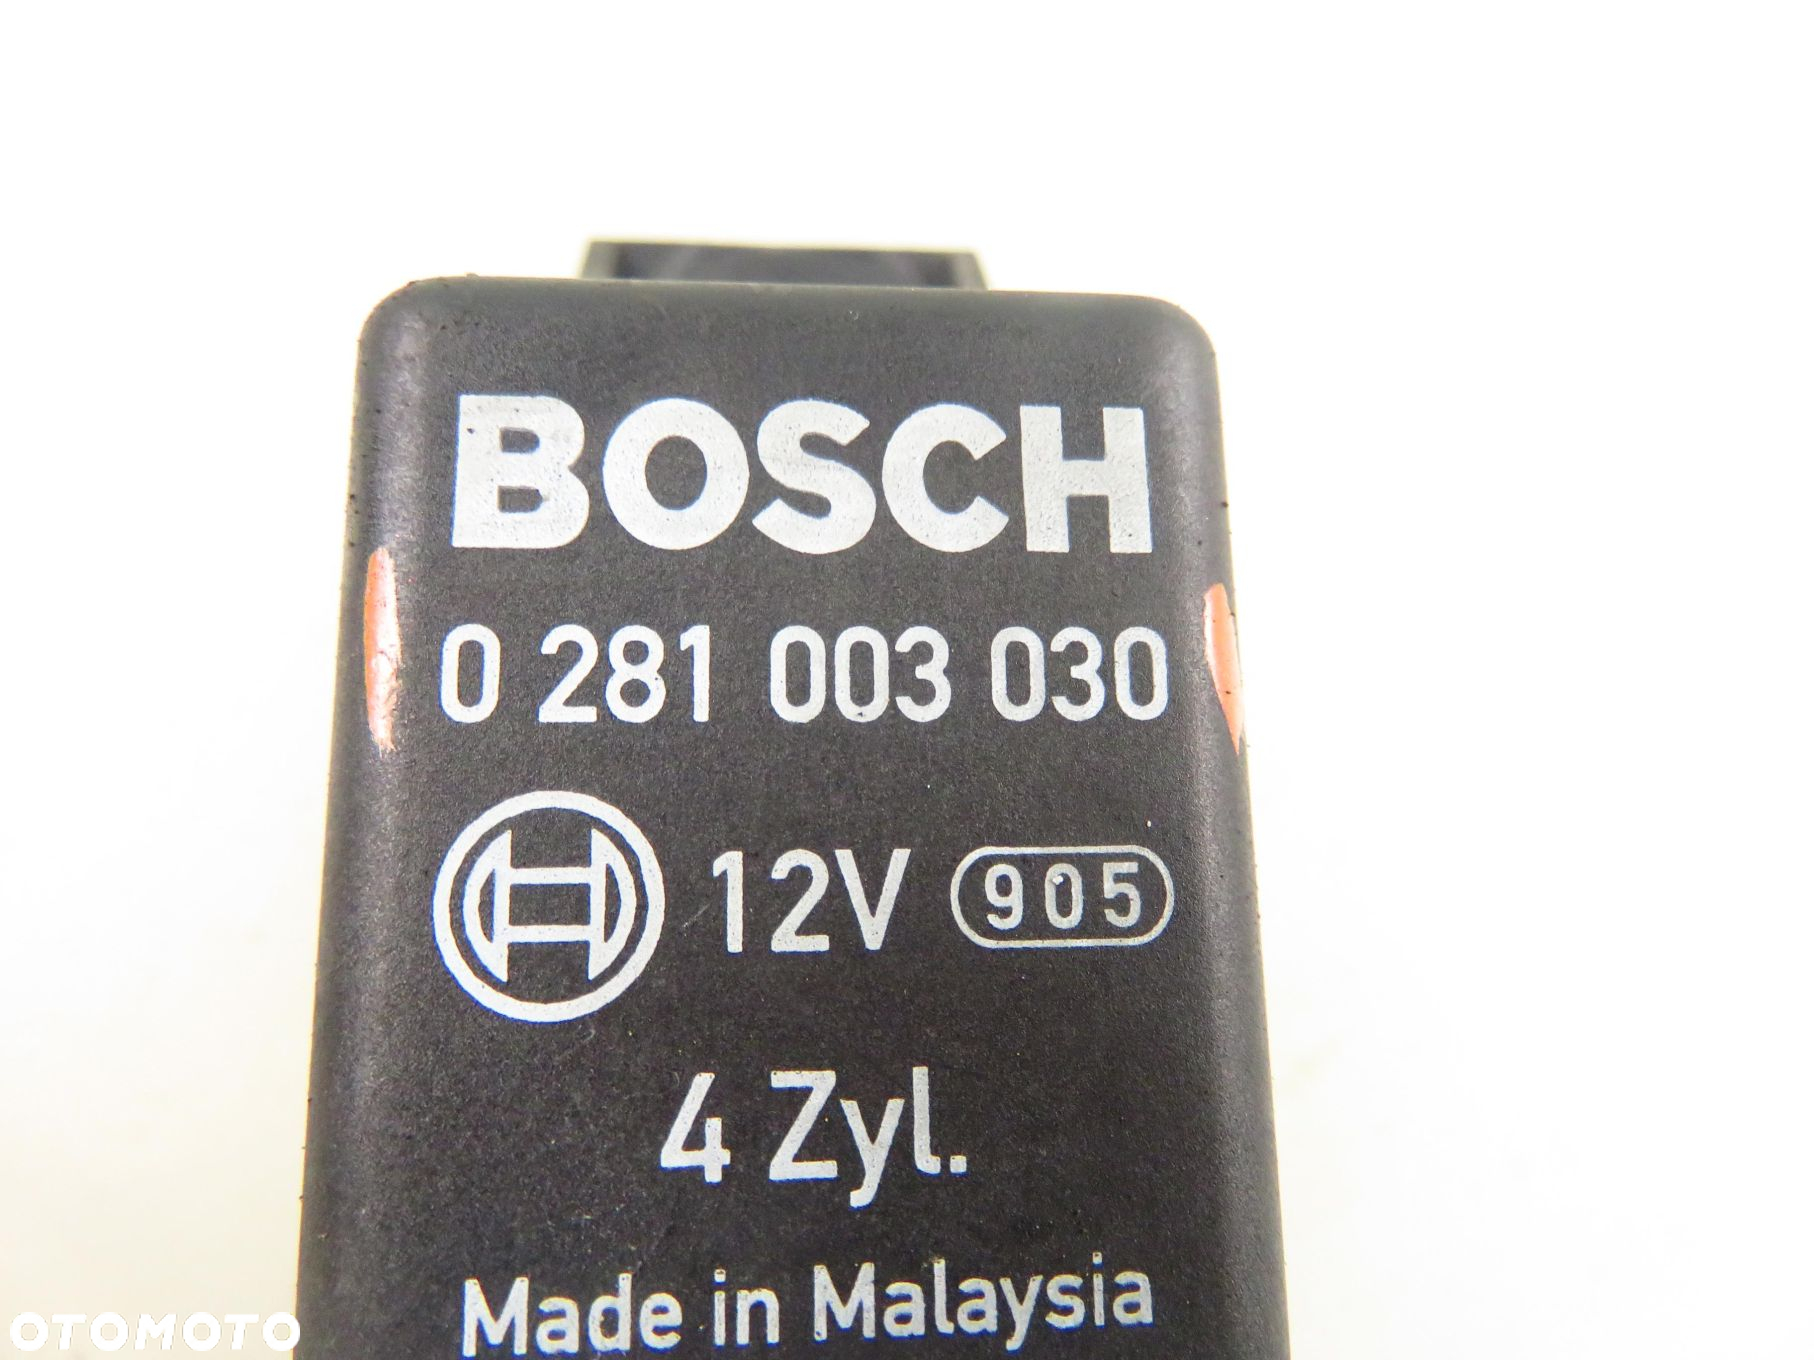 BOSCH
0 281 003 030
12V 905
4 Zyl.
Made in Malaysia
OTOMOTO